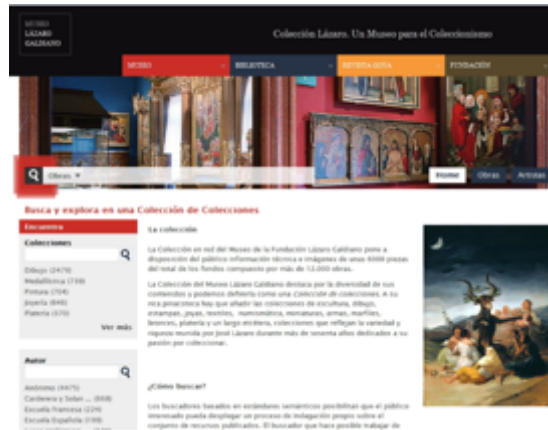 MUSEO
LÁZARO
GALDIANO
Colección Lázaro. Un Museo para el Coleccionismo
MUSEO
BIBLIOTECA
REVISTA GOYA
FUNDACIÓN
Obras
Home Obras Artistas
Busca y explora en una Colección de Colecciones
Encuentra
Colecciones
Dibujo (2479)
Medallística (798)
Pintura (704)
Joyería (646)
Platería (570)
Ver más
Autor
Anónimo (4475)
Carderera y Solan ... (668)
Escuela Francesa (224)
Escuela Española (199)
La colección
La Colección en red del Museo de la Fundación Lázaro Galdiano pone a
disposición del público información técnica e imágenes de unas 9000 piezas
del total de los fondos compuesto por más de 12.000 obras.
La Colección del Museo Lázaro Galdiano destaca por la diversidad de sus
contenidos y podemos definirla como una Colección de colecciones. A su
rica pinacoteca hay que añadir las colecciones de escultura, dibujo,
estampas, joyas, textiles, numismática, miniaturas, armas, marfiles,
bronces, platería y un largo etcétera, colecciones que reflejan la variedad y
riqueza reunida por José Lázaro durante más de sesenta años dedicados a su
pasión por coleccionar.
¿Cómo buscar?
Los buscadores basados en estándares semánticos posibilitan que el público
interesado pueda desplegar un proceso de indagación propio sobre el
conjunto de recursos publicados. El buscador que hace posible trabajar de